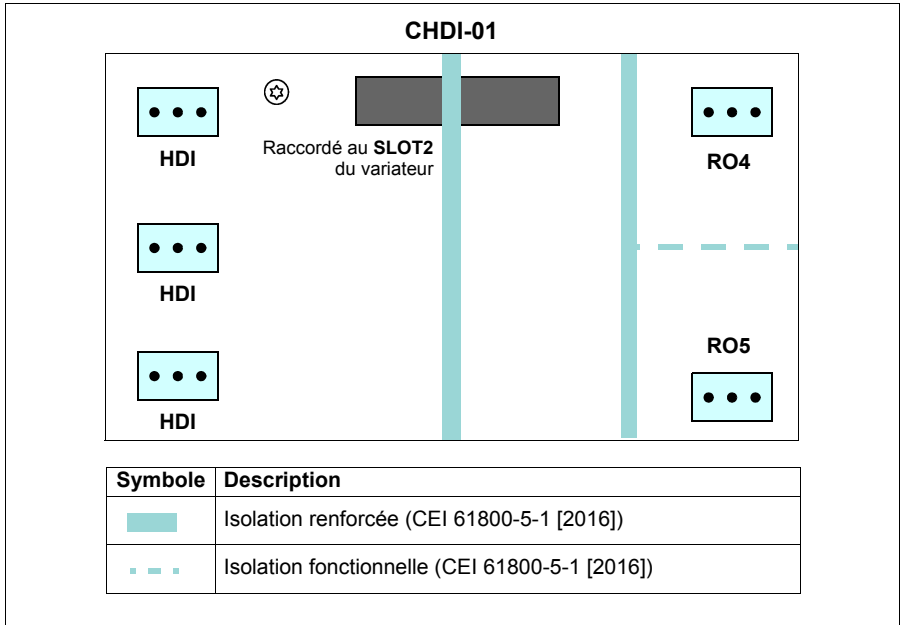 CHDI-01
HDI
Raccordé au SLOT2
du variateur
RO4
HDI
RO5
HDI
Symbole Description
Isolation renforcée (CEI 61800-5-1 [2016])
Isolation fonctionnelle (CEI 61800-5-1 [2016])